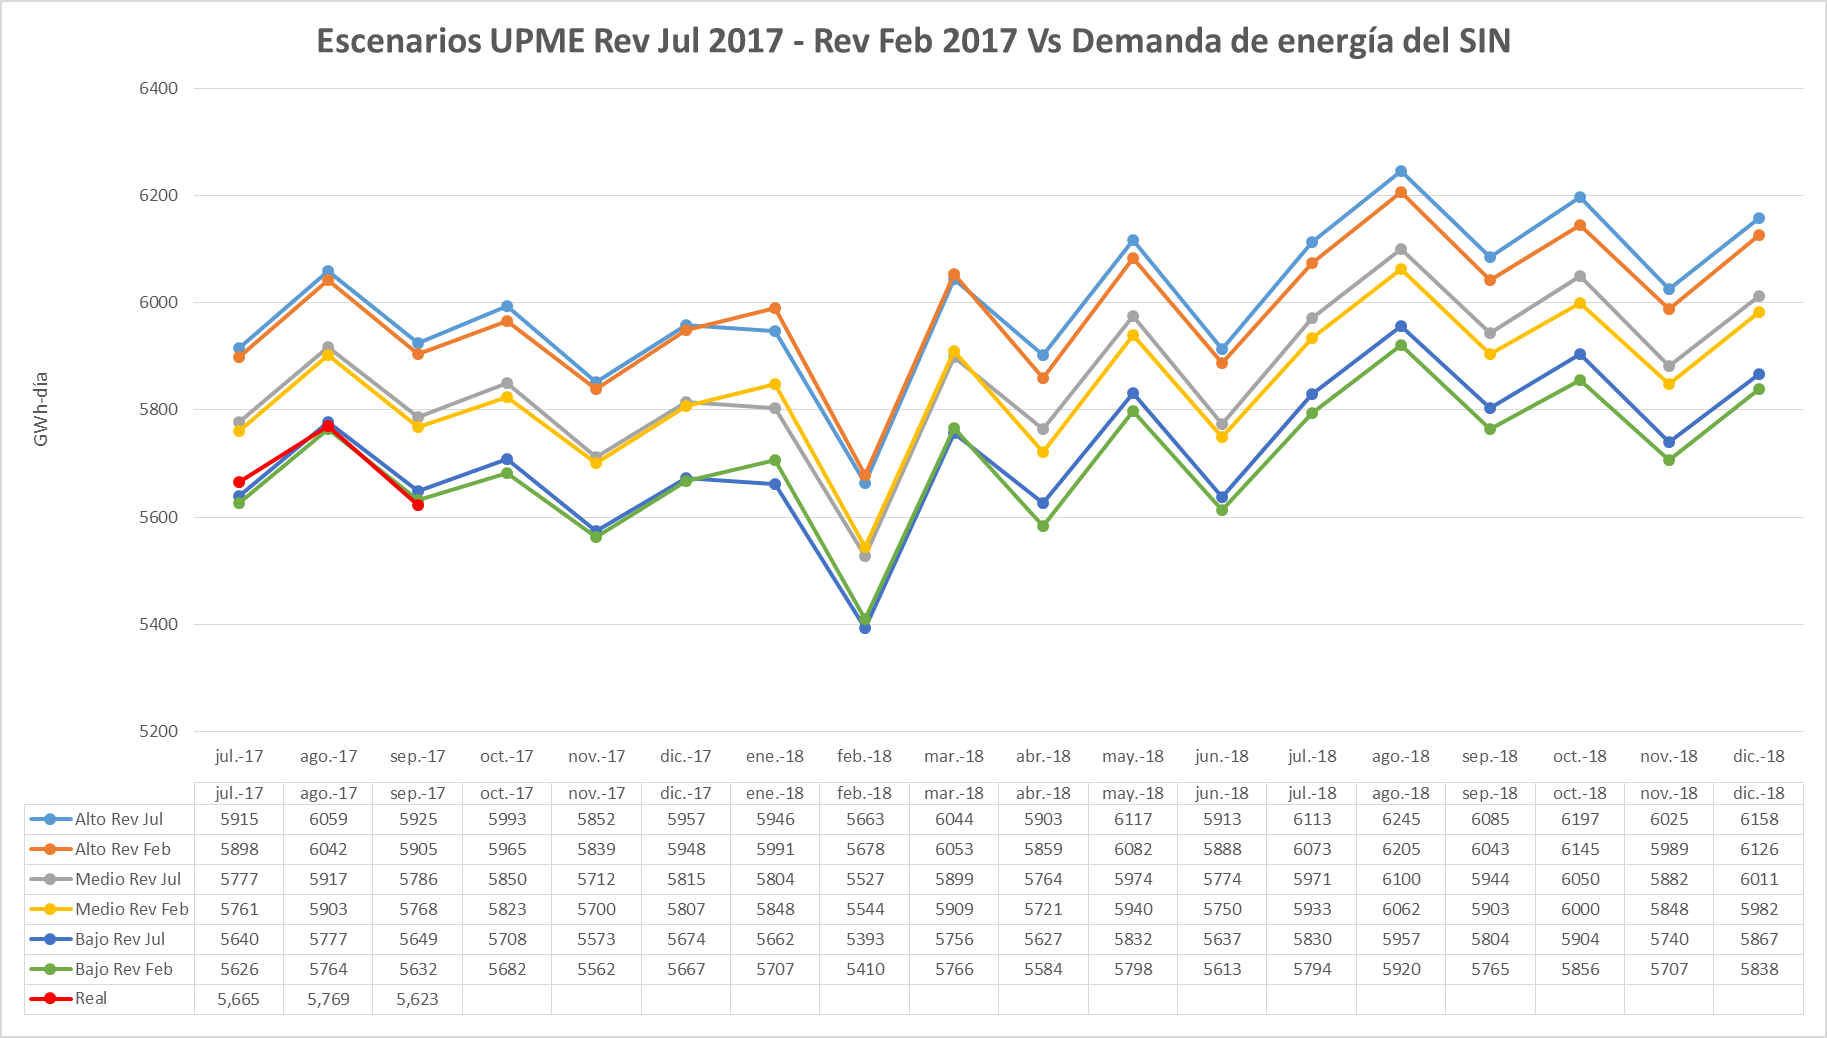 Escenarios UPME Rev Jul 2017 - Rev Feb 2017 Vs Demanda de energía del SIN
6400
6200
6000
5800
5600
5400
5200
GWh-día
jul.-17 ago.-17 sep.-17 oct.-17 nov.-17 dic.-17 ene.-18 feb.-18 mar.-18 abr.-18 may.-18 jun.-18 jul.-18 ago.-18 sep.-18 oct.-18 nov.-18 dic.-18
jul.-17 ago.-17 sep.-17 oct.-17 nov.-17 dic.-17 ene.-18 feb.-18 mar.-18 abr.-18 may.-18 jun.-18 jul.-18 ago.-18 sep.-18 oct.-18 nov.-18 dic.-18
Alto Rev Jul 5915 6059 5925 5993 5852 5957 5946 5663 6044 5903 6117 5913 6113 6245 6085 6197 6025 6158
Alto Rev Feb 5898 6042 5905 5965 5839 5948 5991 5678 6053 5859 6082 5888 6073 6205 6043 6145 5989 6126
Medio Rev Jul 5777 5917 5786 5850 5712 5815 5804 5527 5899 5764 5974 5774 5971 6100 5944 6050 5882 6011
Medio Rev Feb 5761 5903 5768 5823 5700 5807 5848 5544 5909 5721 5940 5750 5933 6062 5903 6000 5848 5982
Bajo Rev Jul 5640 5777 5649 5708 5573 5674 5662 5393 5756 5627 5832 5637 5830 5957 5804 5904 5740 5867
Bajo Rev Feb 5626 5764 5632 5682 5562 5667 5707 5410 5766 5584 5798 5613 5794 5920 5765 5856 5707 5838
Real 5,665 5,769 5,623